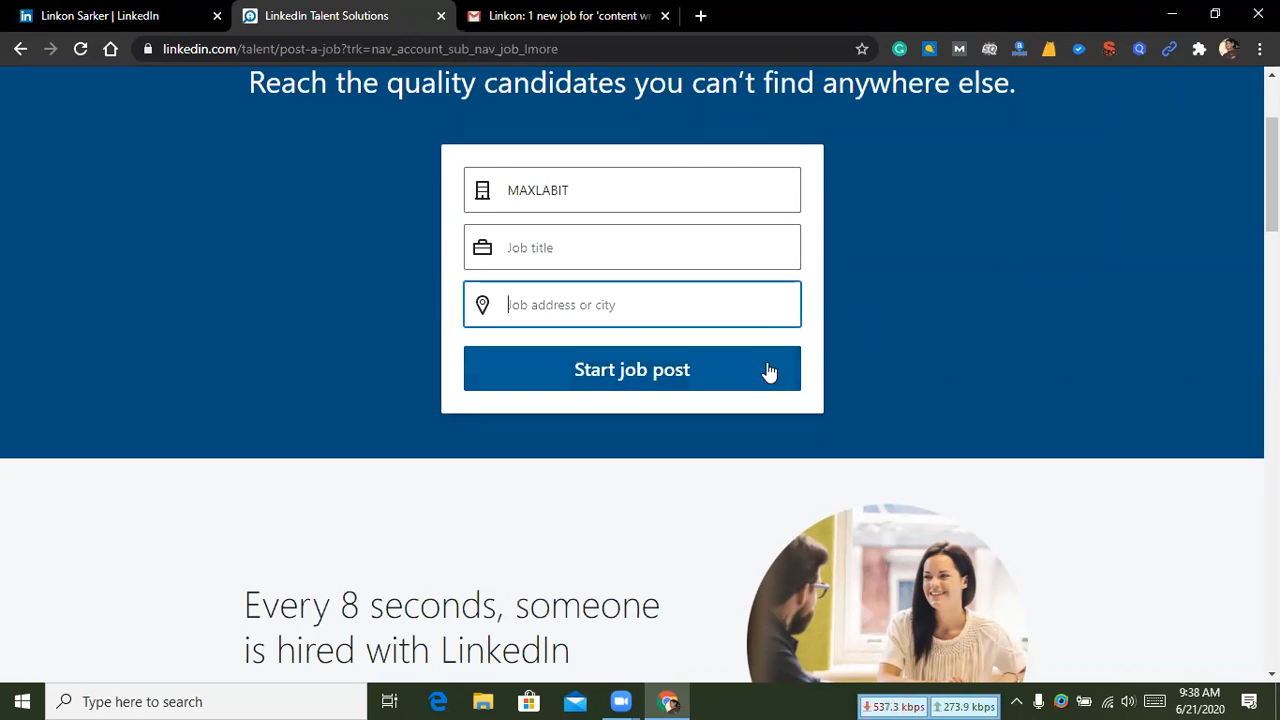 Linkon Sarker | LinkedIn
LinkedIn Talent Solutions
Linkon: 1 new job for 'content wr
linkedin.com/talent/post-a-job?trk=nav_account_sub_nav_job_lmore
Reach the quality candidates you can't find anywhere else.
MAXLABIT
Job title
Job address or city
Start job post
Every 8 seconds, someone
is hired with LinkedIn
Type here to search
537.3 kbps
273.9 kbps
9:38 AM
6/21/2020